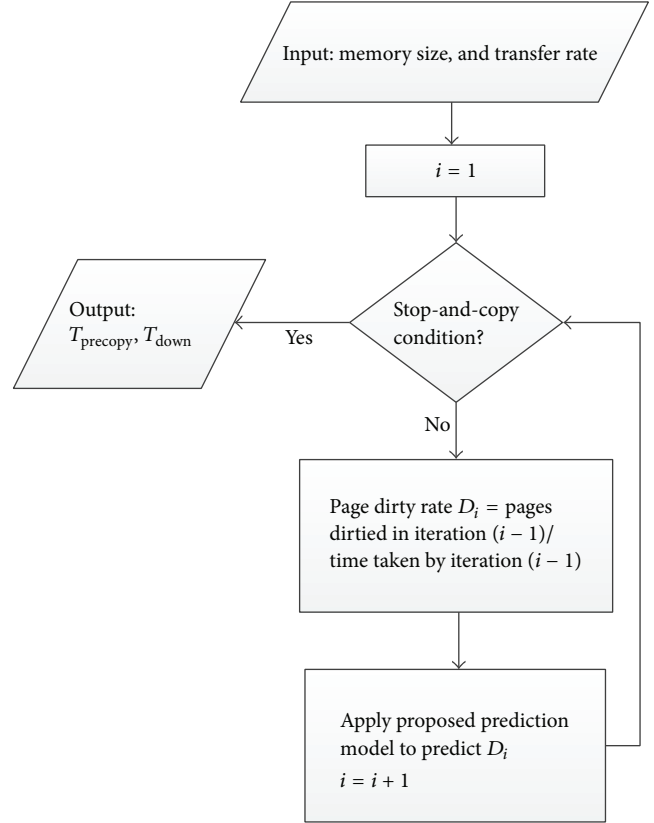 Input: memory size, and transfer rate
i = 1
Stop-and-copy
condition?
Output:
T_precopy, T_down
Yes
No
Page dirty rate D_i = pages
dirtied in iteration (i − 1)/
time taken by iteration (i − 1)
Apply proposed prediction
model to predict D_i
i = i + 1